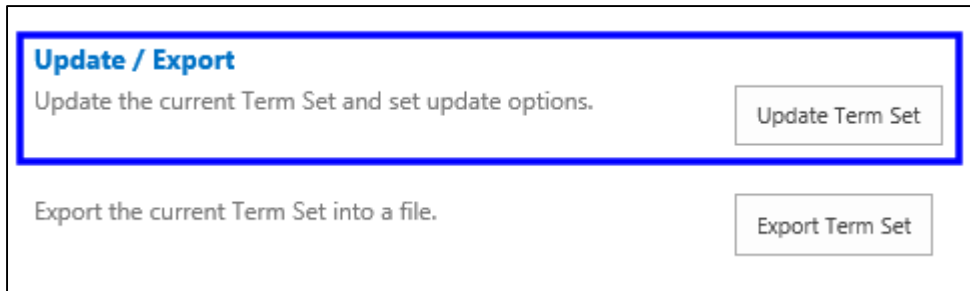 Update / Export
Update the current Term Set and set update options.
Update Term Set
Export the current Term Set into a file.
Export Term Set